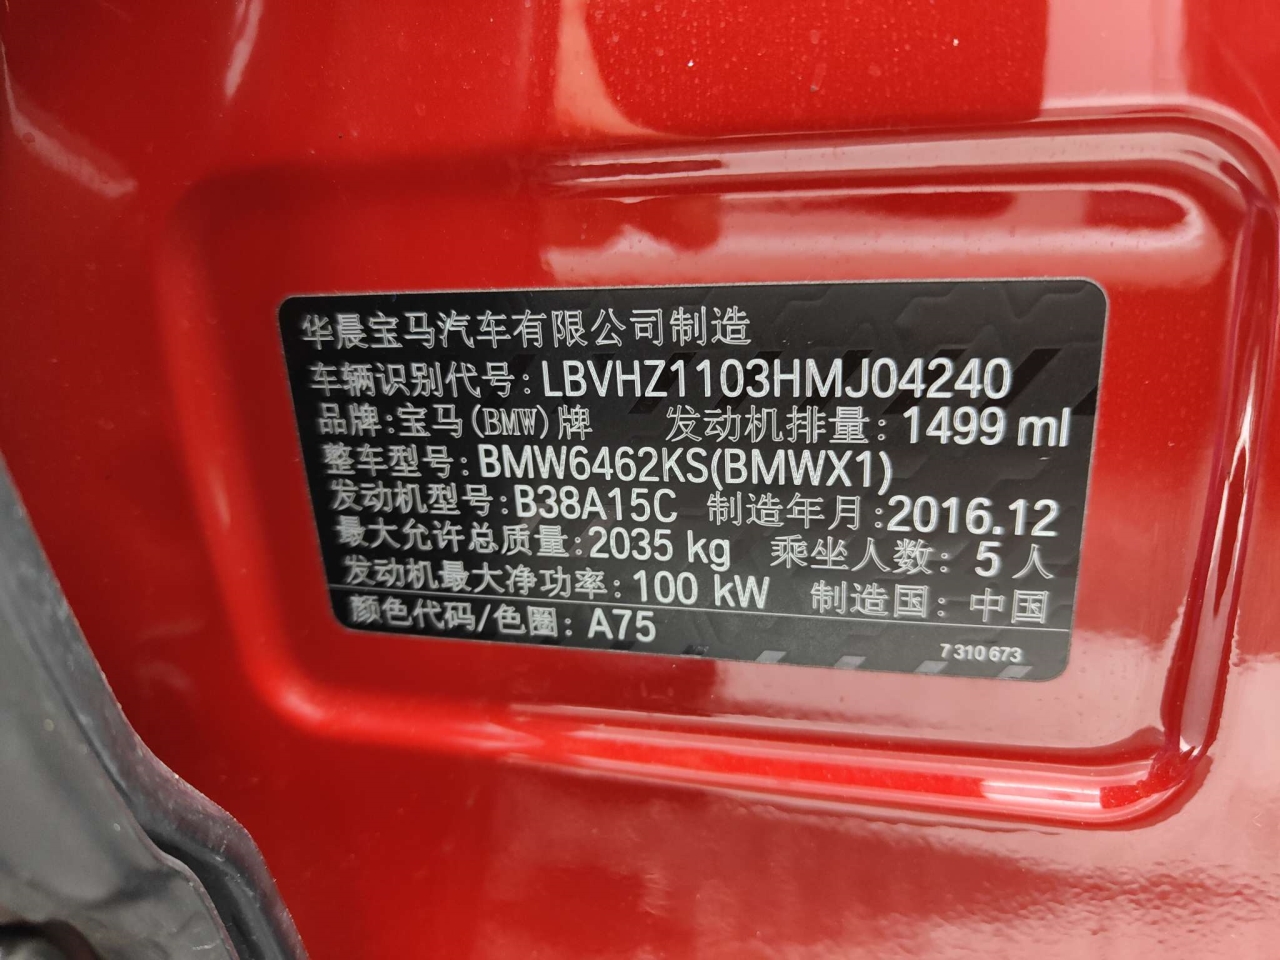 华晨宝马汽车有限公司制造
车辆识别代号: LBVHZ1103HMJ04240
品牌:宝马(BMW)牌 发动机排量: 1499 ml
整车型号: BMW6462KS(BMWX1)
发动机型号: B38A15C 制造年月: 2016.12
最大允许总质量: 2035 kg 乘坐人数: 5 人
发动机最大净功率: 100 kW 制造国: 中国
颜色代码/色圈: A75
7 310 673